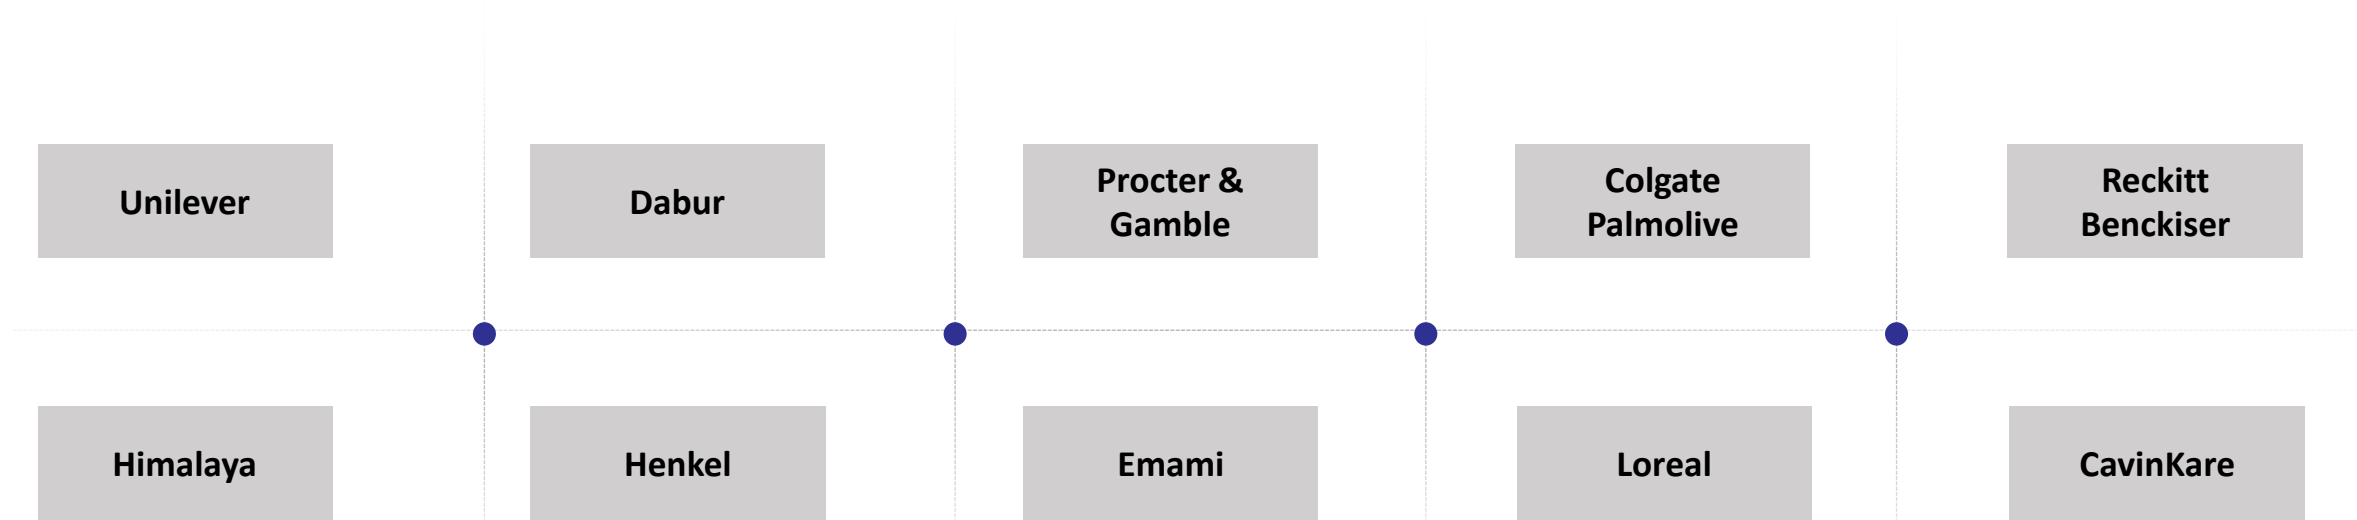 Unilever
Dabur
Procter &
Gamble
Colgate
Palmolive
Reckitt
Benckiser
Himalaya
Henkel
Emami
Loreal
CavinKare